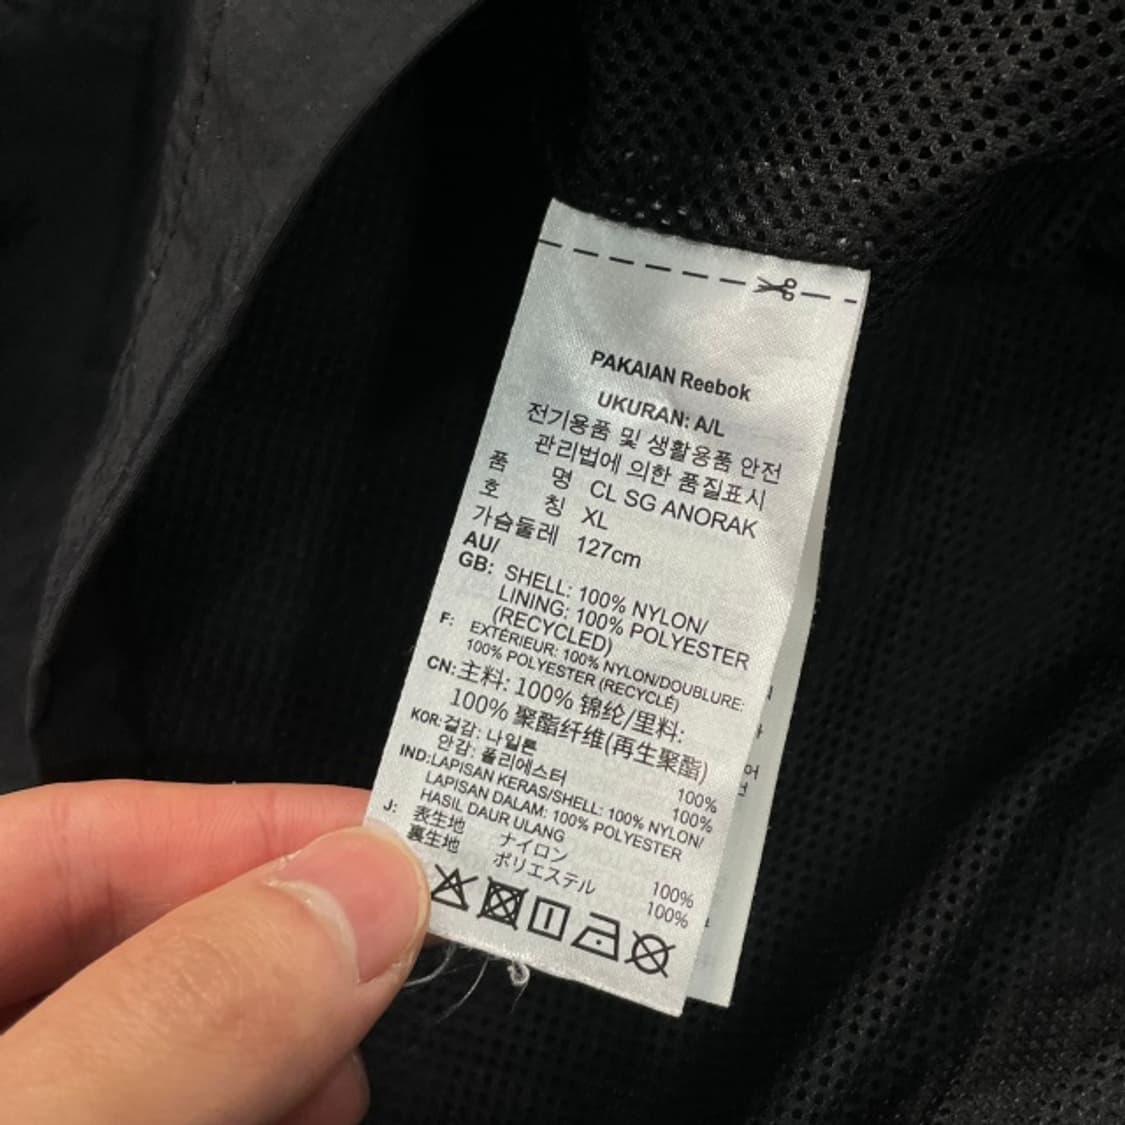 PAKAIAN Reebok
UKURAN: A/L
전기용품 및 생활용품 안전
관리법에 의한 품질표시
품 명 CL SG ANORAK
호 칭 XL
가슴둘레 127cm
AU/
GB: SHELL: 100% NYLON/
LINING: 100% POLYESTER
(RECYCLED)
F: EXTÉRIEUR: 100% NYLON/DOUBLURE:
100% POLYESTER (RECYCLÉ)
CN: 主料: 100% 锦纶/里料:
100% 聚酯纤维(再生聚酯)
KOR: 겉감: 나일론 100%
안감: 폴리에스터 100%
IND: LAPISAN KERAS/SHELL: 100% NYLON/
LAPISAN DALAM: 100% POLYESTER
HASIL DAUR ULANG
J: 表生地 ナイロン 100%
裏生地 ポリエステル 100%